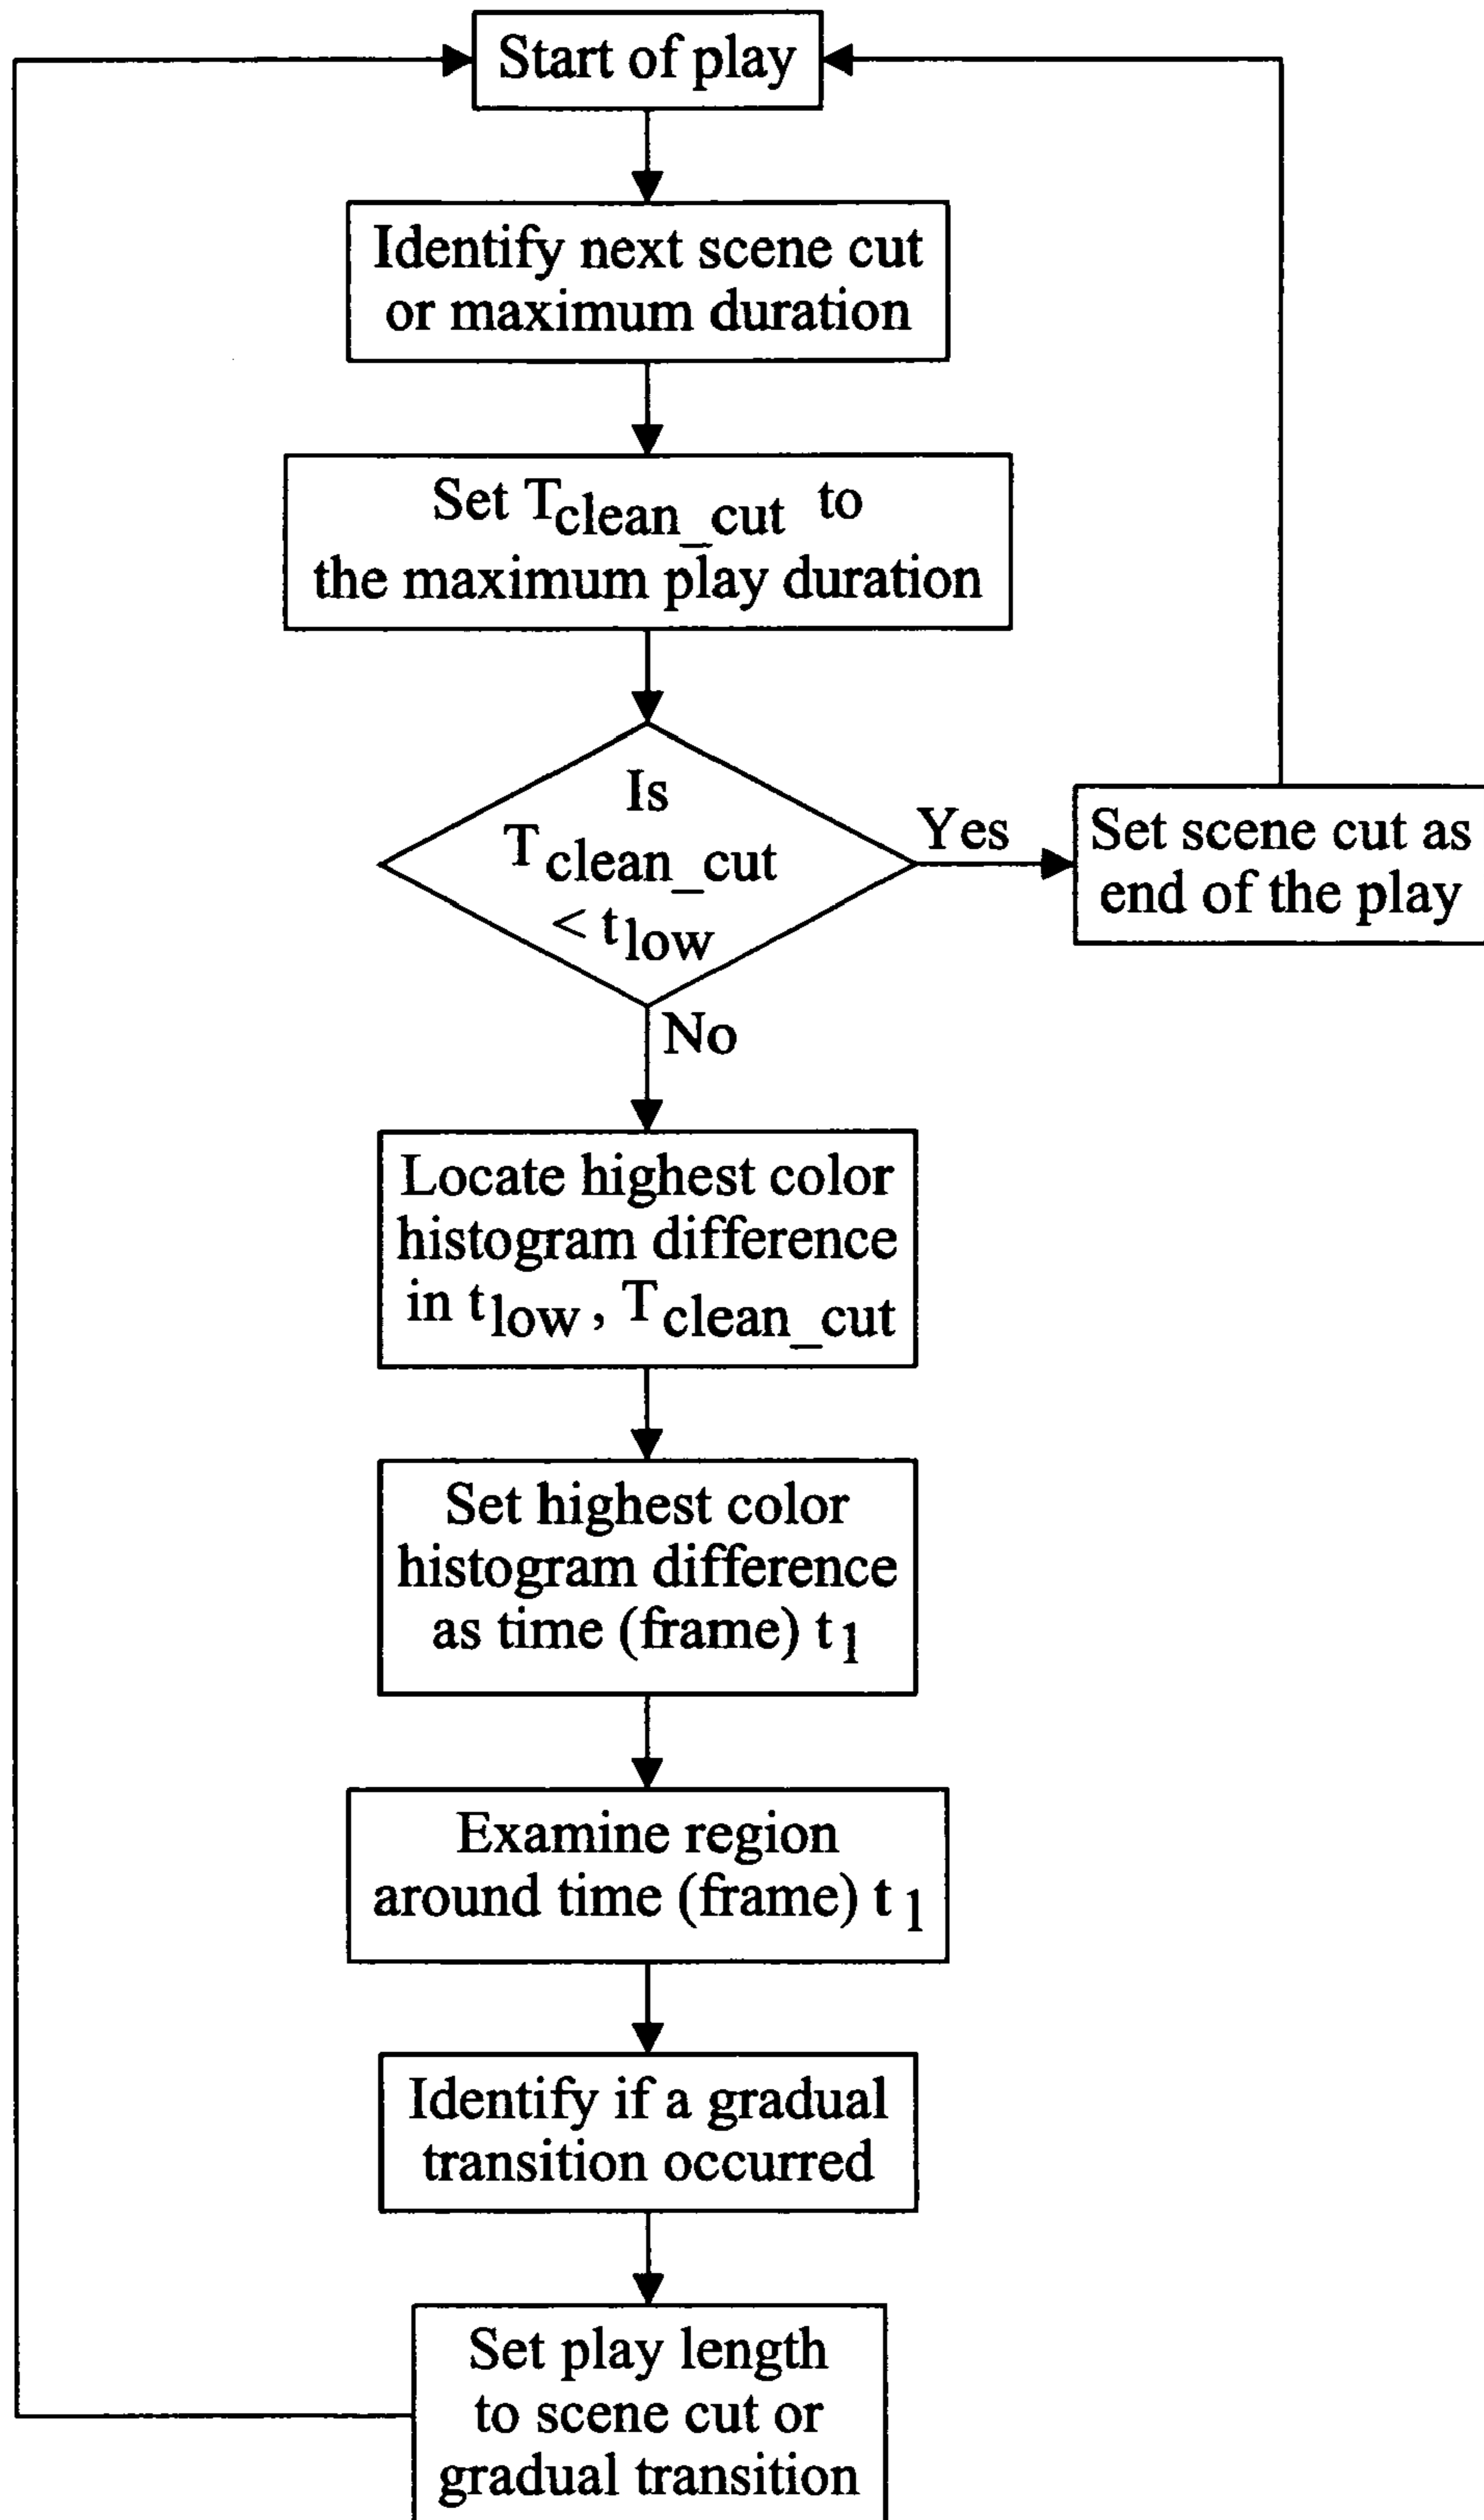 Start of play
Identify next scene cut
or maximum duration
Set Tclean_cut to
the maximum play duration
Is
Tclean_cut
< tlow
Yes
Set scene cut as
end of the play
No
Locate highest color
histogram difference
in tlow, Tclean_cut
Set highest color
histogram difference
as time (frame) t1
Examine region
around time (frame) t1
Identify if a gradual
transition occurred
Set play length
to scene cut or
gradual transition